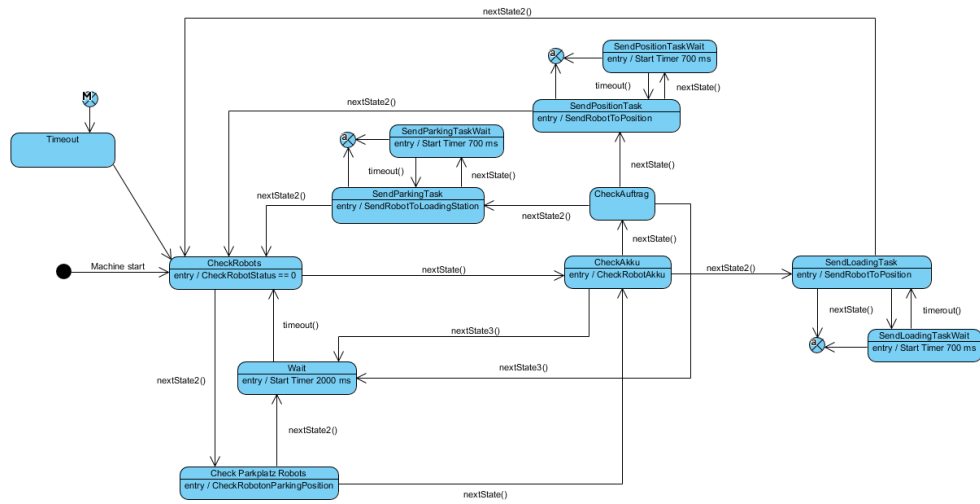 nextState2()
SendPositionTaskWait
entry / Start Timer 700 ms
a
timeout()
nextState()
M
nextState2()
SendPositionTask
entry / SendRobotToPosition
Timeout
SendParkingTaskWait
entry / Start Timer 700 ms
a
nextState()
timeout()
nextState()
nextState2()
SendParkingTask
entry / SendRobotToLoadingStation
CheckAuftrag
nextState2()
nextState()
Machine start
CheckRobots
entry / CheckRobotStatus == 0
nextState()
CheckAkku
entry / CheckRobotAkku
nextState2()
SendLoadingTask
entry / SendRobotToPosition
nextState()
timerout()
timeout()
nextState3()
a
SendLoadingTaskWait
entry / Start Timer 700 ms
Wait
entry / Start Timer 2000 ms
nextState3()
nextState2()
nextState2()
Check Parkplatz Robots
entry / CheckRobotonParkingPosition
nextState()